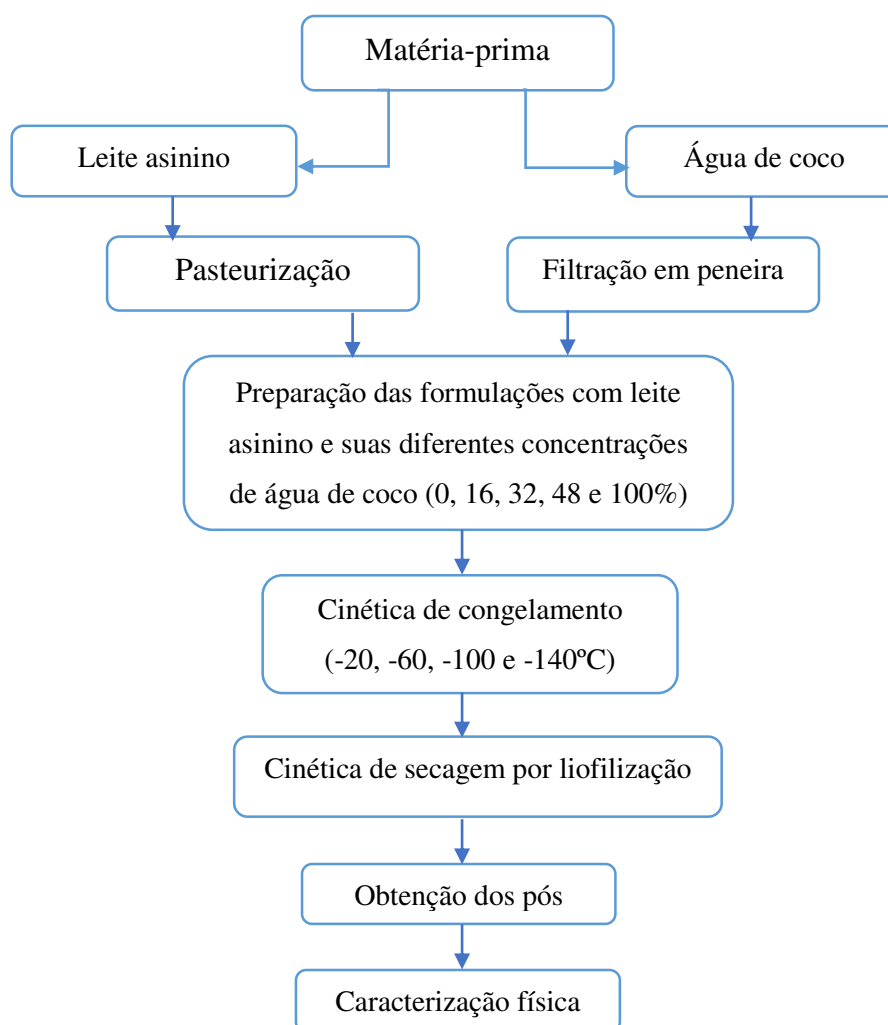 Matéria-prima
Leite asinino
Água de coco
Pasteurização
Filtração em peneira
Preparação das formulações com leite
asinino e suas diferentes concentrações
de água de coco (0, 16, 32, 48 e 100%)
Cinética de congelamento
(-20, -60, -100 e -140ºC)
Cinética de secagem por liofilização
Obtenção dos pós
Caracterização física